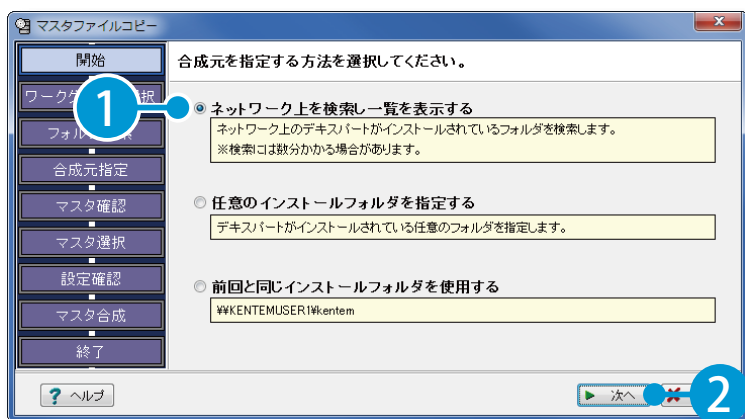 マスタファイルコピー
開始
合成元を指定する方法を選択してください。
1
ネットワーク上を検索し一覧を表示する
ネットワーク上のデキスパートがインストールされているフォルダを検索します。
※検索には数分かかる場合があります。
合成元指定
マスタ確認
任意のインストールフォルダを指定する
デキスパートがインストールされている任意のフォルダを指定します。
マスタ選択
設定確認
前回と同じインストールフォルダを使用する
¥¥KENTEMUSER1¥kentem
マスタ合成
終了
? ヘルプ
次へ
2